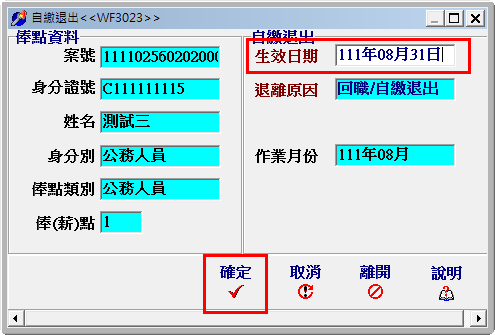 自繳退出<<WF3023>>
俸點資料
案號 111102560202000
身分證號 C111111115
姓名 測試三
身分別 公務人員
俸點類別 公務人員
俸(薪)點 1
自繳退出
生效日期 111年08月31日
退離原因 回職/自繳退出
作業月份 111年08月
確定 取消 離開 說明